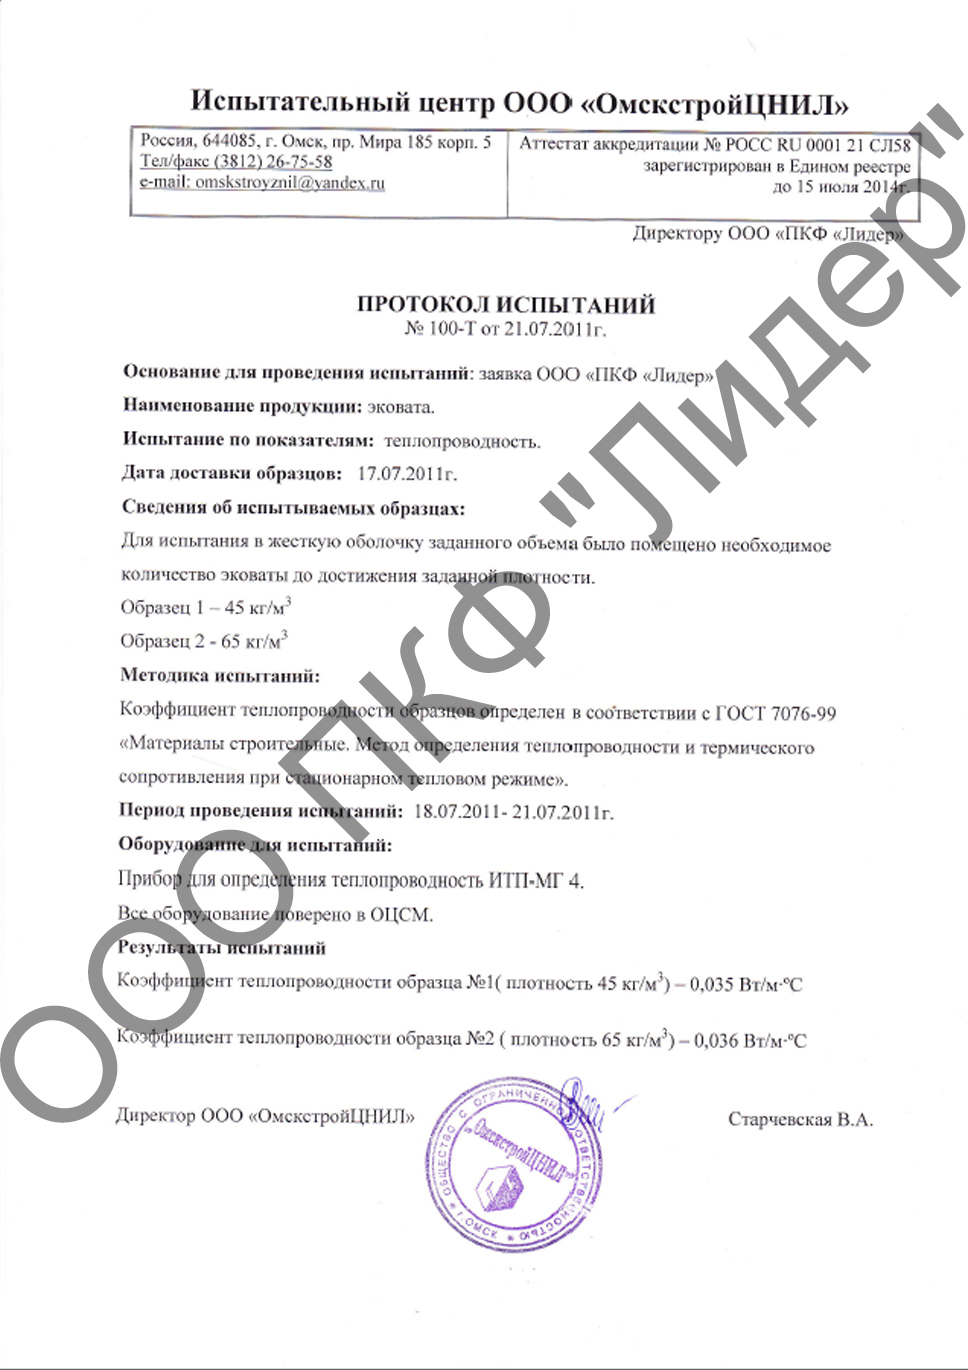 Испытательный центр ООО «ОмскстройЦНИЛ»
Россия, 644085, г. Омск, пр. Мира 185 корп. 5
Тел/факс (3812) 26-75-58
e-mail: omskstroyznil@yandex.ru
Аттестат аккредитации № РОСС RU 0001 21 СЛ58
зарегистрирован в Едином реестре
до 15 июля 2014г.
Директору ООО «ПКФ «Лидер»
ПРОТОКОЛ ИСПЫТАНИЙ
№ 100-Т от 21.07.2011г.
Основание для проведения испытаний: заявка ООО «ПКФ «Лидер»
Наименование продукции: эковата.
Испытание по показателям: теплопроводность.
Дата доставки образцов: 17.07.2011г.
Сведения об испытываемых образцах:
Для испытания в жесткую оболочку заданного объема было помещено необходимое
количество эковаты до достижения заданной плотности.
Образец 1 – 45 кг/м³
Образец 2 - 65 кг/м³
Методика испытаний:
Коэффициент теплопроводности образцов определен в соответствии с ГОСТ 7076-99
«Материалы строительные. Метод определения теплопроводности и термического
сопротивления при стационарном тепловом режиме».
Период проведения испытаний: 18.07.2011- 21.07.2011г.
Оборудование для испытаний:
Прибор для определения теплопроводность ИТП-МГ 4.
Все оборудование поверено в ОЦСМ.
Результаты испытаний
Коэффициент теплопроводности образца №1( плотность 45 кг/м³) – 0,035 Вт/м·ºС
Коэффициент теплопроводности образца №2 ( плотность 65 кг/м³) – 0,036 Вт/м·ºС
Директор ООО «ОмскстройЦНИЛ»
Старчевская В.А.
ОБЩЕСТВО С ОГРАНИЧЕННОЙ ОТВЕТСТВЕННОСТЬЮ
* Г.ОМСК *
"ОмскстройЦНИЛ"
ООО ПКФ "Лидер"